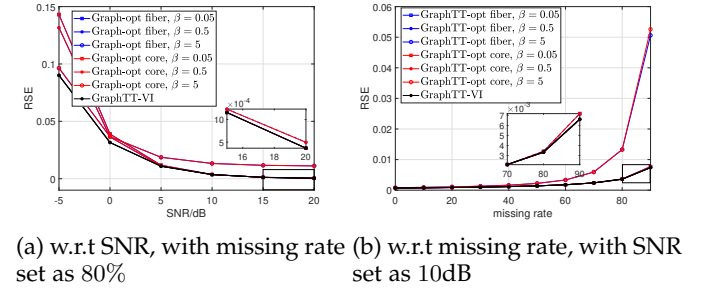 0.15
0.1
0.05
0
RSE
Graph-opt fiber, β = 0.05
Graph-opt fiber, β = 0.5
Graph-opt fiber, β = 5
Graph-opt core, β = 0.05
Graph-opt core, β = 0.5
Graph-opt core, β = 5
GraphTT-VI
×10⁻⁴
10
5
16 18 20
-5 0 5 10 15 20
SNR/dB
0.06
0.05
0.04
0.03
0.02
0.01
0
RSE
GraphTT-opt fiber, β = 0.05
GraphTT-opt fiber, β = 0.5
GraphTT-opt fiber, β = 5
GraphTT-opt core, β = 0.05
GraphTT-opt core, β = 0.5
GraphTT-opt core, β = 5
GraphTT-VI
×10⁻³
7
6
5
4
3
70 80 90
0 20 40 60 80
missing rate
(a) w.r.t SNR, with missing rate
set as 80%
(b) w.r.t missing rate, with SNR
set as 10dB